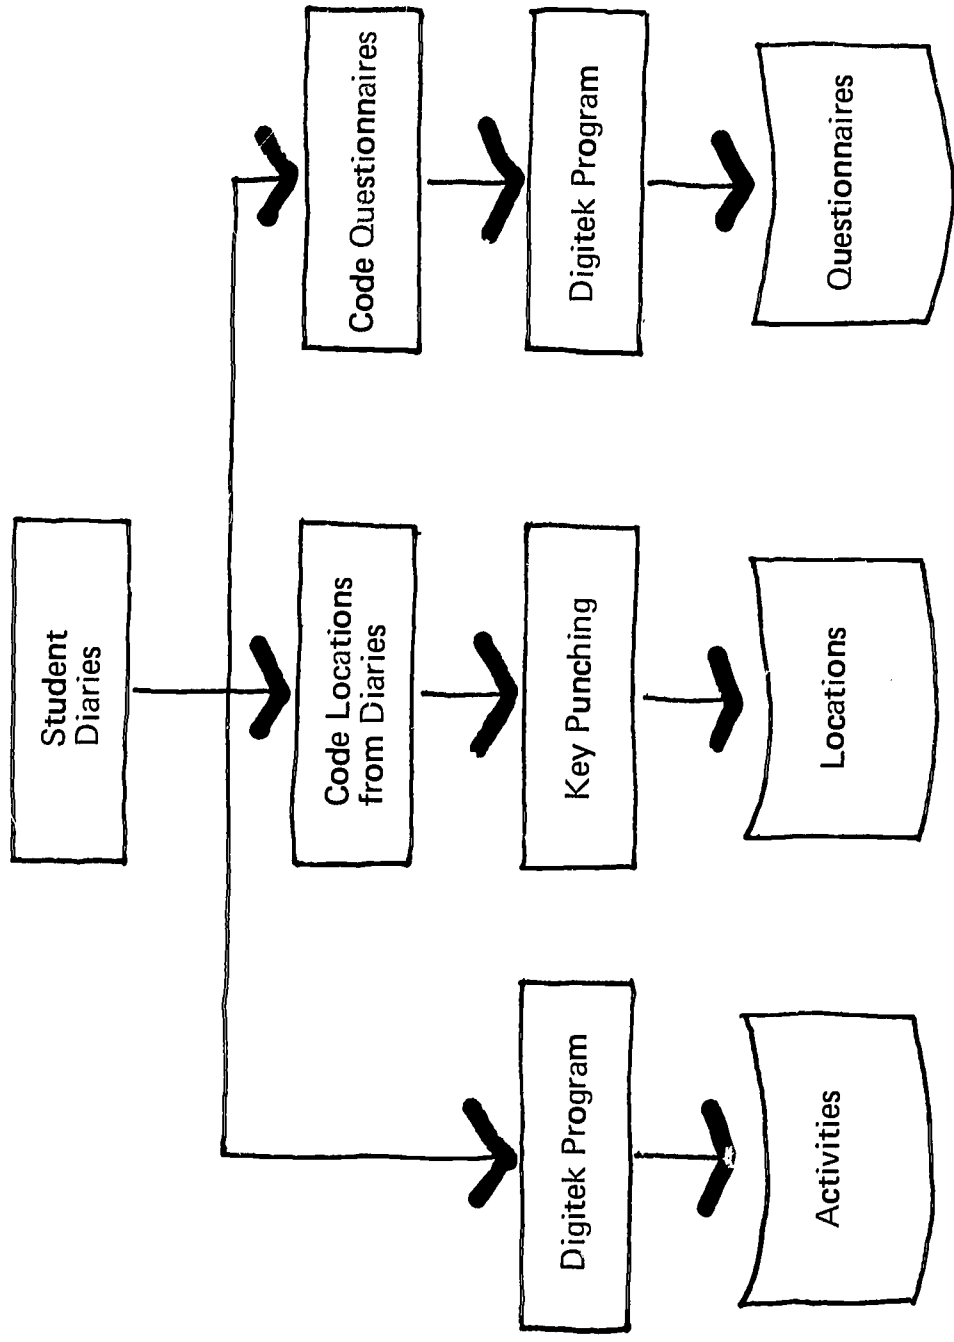 Student
Diaries
Code Locations
from Diaries
Code Questionnaires
Digitek Program
Key Punching
Digitek Program
Activities
Locations
Questionnaires